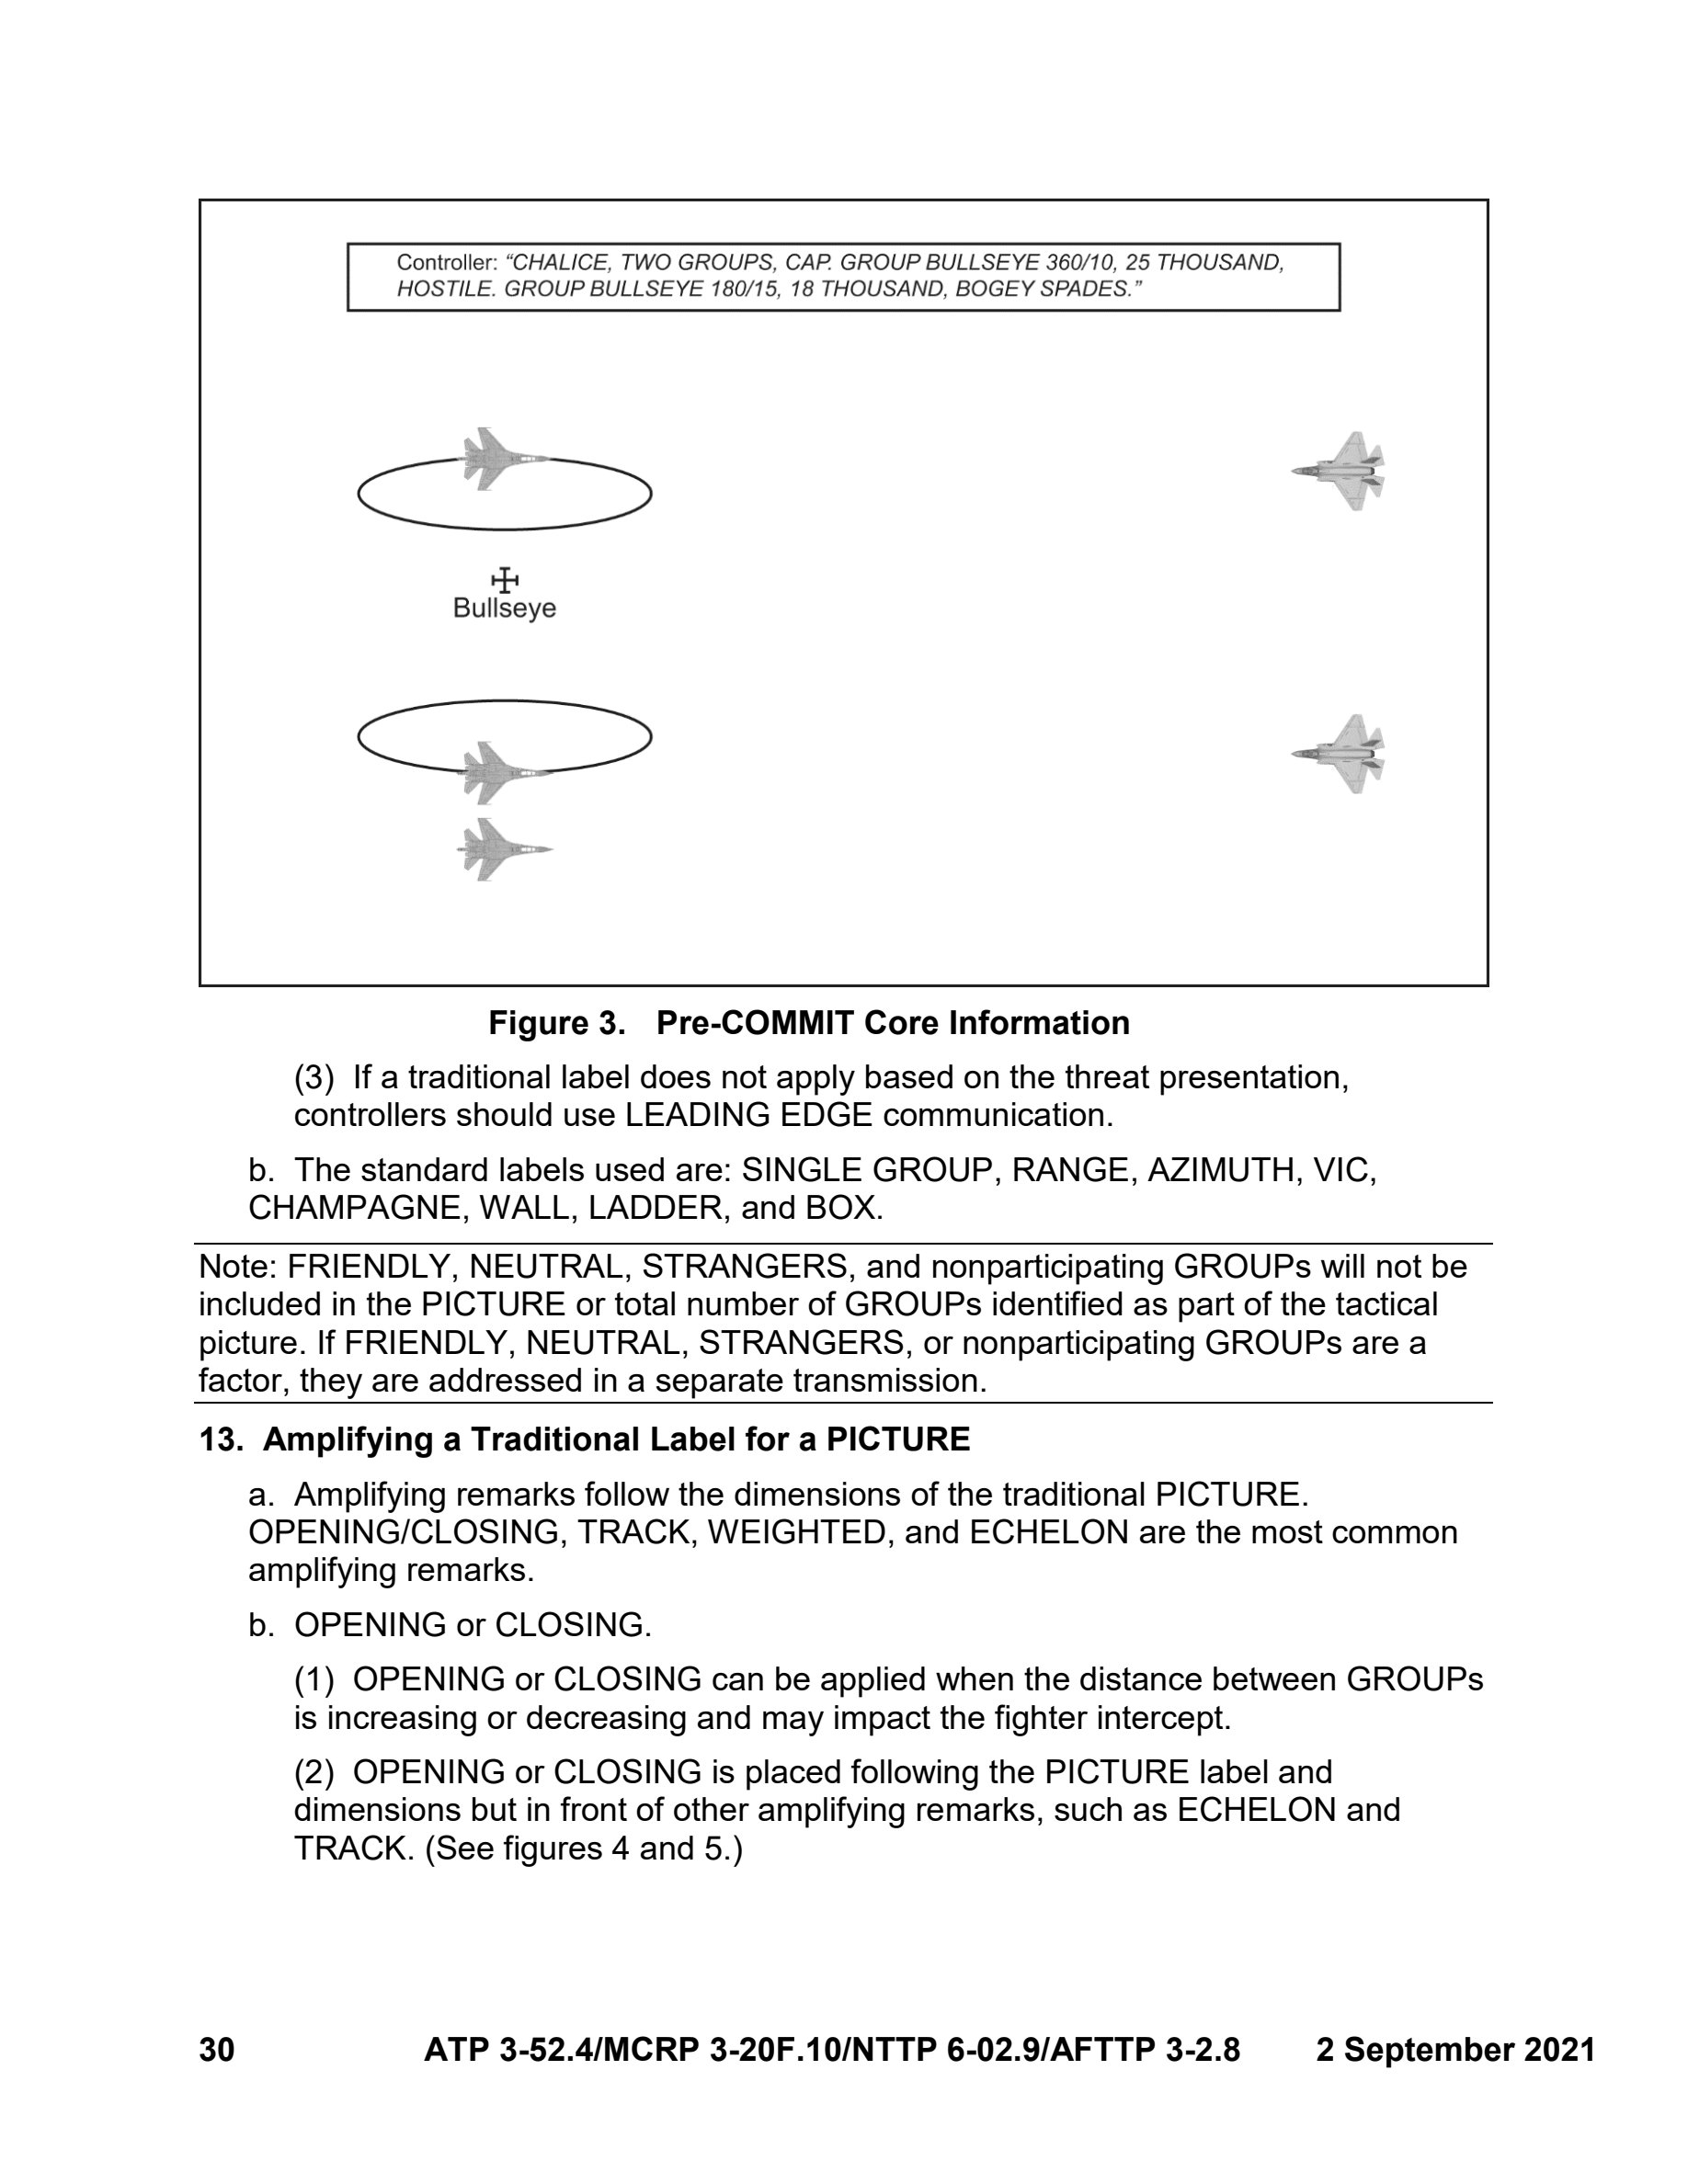 Controller: “CHALICE, TWO GROUPS, CAP. GROUP BULLSEYE 360/10, 25 THOUSAND,
HOSTILE. GROUP BULLSEYE 180/15, 18 THOUSAND, BOGEY SPADES.”
Bullseye
Figure 3. Pre-COMMIT Core Information
(3) If a traditional label does not apply based on the threat presentation,
controllers should use LEADING EDGE communication.
b. The standard labels used are: SINGLE GROUP, RANGE, AZIMUTH, VIC,
CHAMPAGNE, WALL, LADDER, and BOX.
Note: FRIENDLY, NEUTRAL, STRANGERS, and nonparticipating GROUPs will not be
included in the PICTURE or total number of GROUPs identified as part of the tactical
picture. If FRIENDLY, NEUTRAL, STRANGERS, or nonparticipating GROUPs are a
factor, they are addressed in a separate transmission.
13. Amplifying a Traditional Label for a PICTURE
a. Amplifying remarks follow the dimensions of the traditional PICTURE.
OPENING/CLOSING, TRACK, WEIGHTED, and ECHELON are the most common
amplifying remarks.
b. OPENING or CLOSING.
(1) OPENING or CLOSING can be applied when the distance between GROUPs
is increasing or decreasing and may impact the fighter intercept.
(2) OPENING or CLOSING is placed following the PICTURE label and
dimensions but in front of other amplifying remarks, such as ECHELON and
TRACK. (See figures 4 and 5.)
30 ATP 3-52.4/MCRP 3-20F.10/NTTP 6-02.9/AFTTP 3-2.8 2 September 2021